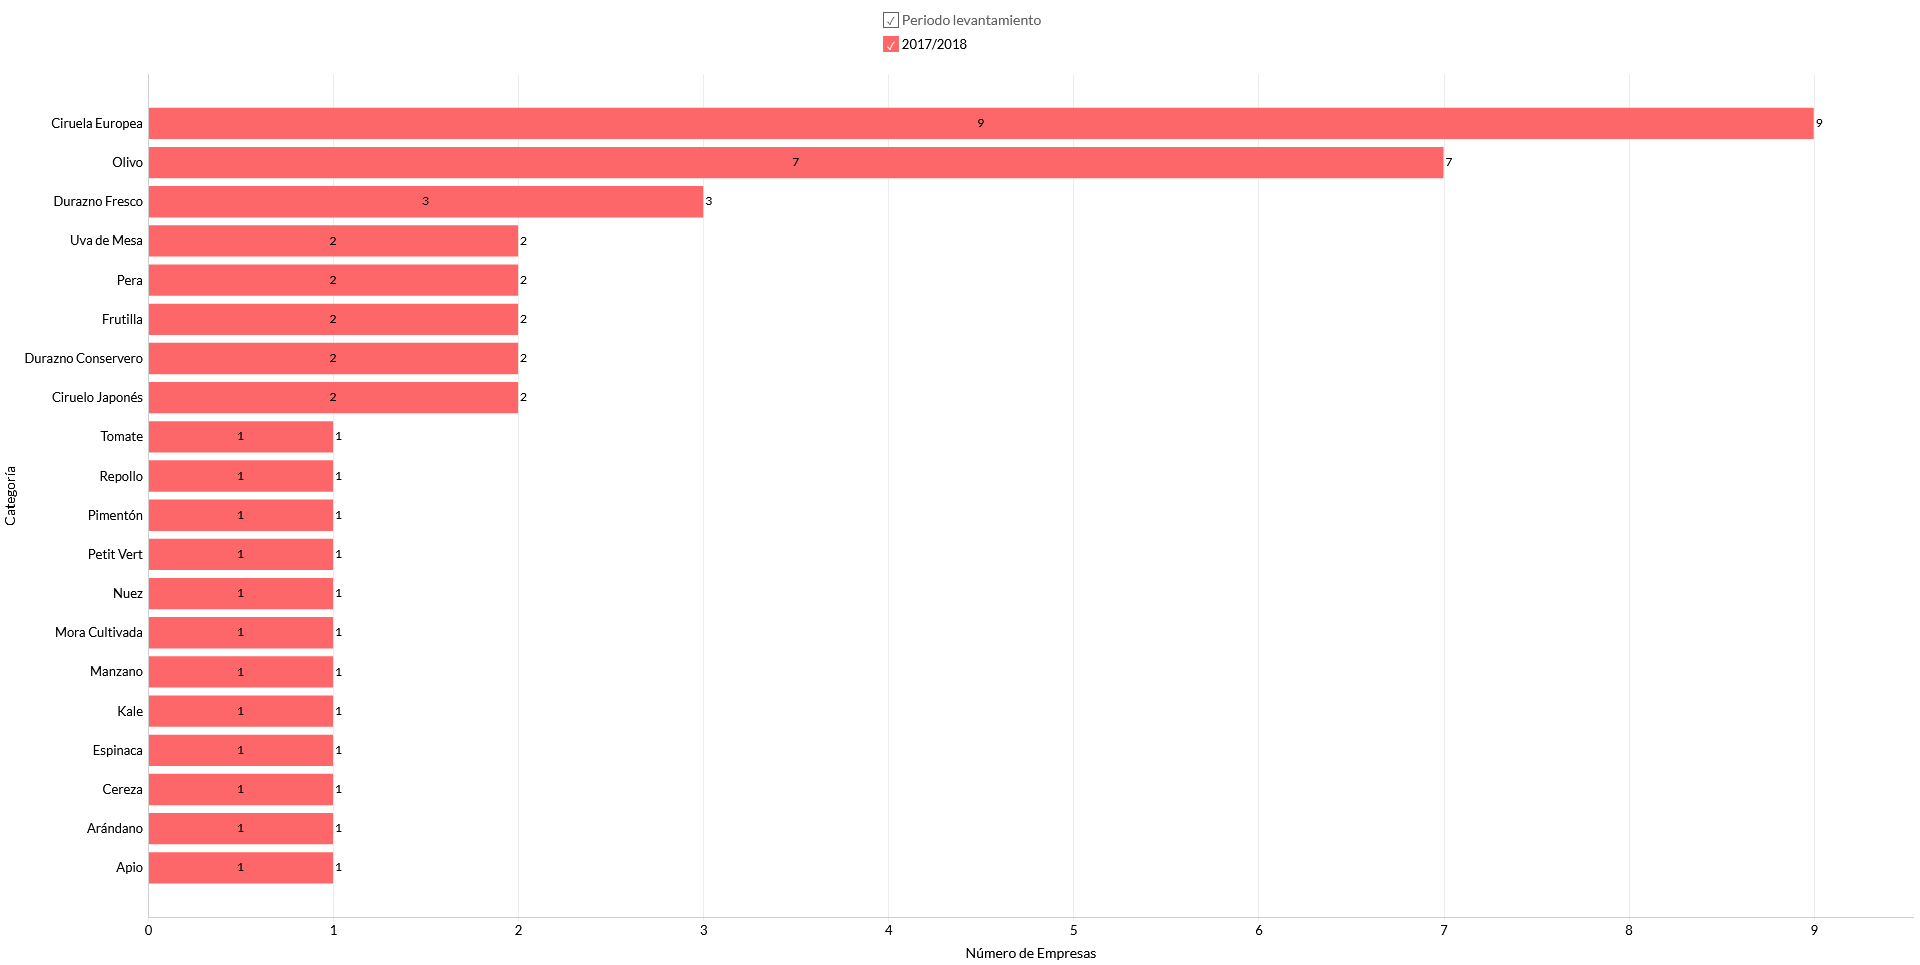 Periodo levantamiento
2017/2018
Categoría
Ciruela Europea 9 9
Olivo 7 7
Durazno Fresco 3 3
Uva de Mesa 2 2
Pera 2 2
Frutilla 2 2
Durazno Conservero 2 2
Ciruelo Japonés 2 2
Tomate 1 1
Repollo 1 1
Pimentón 1 1
Petit Vert 1 1
Nuez 1 1
Mora Cultivada 1 1
Manzano 1 1
Kale 1 1
Espinaca 1 1
Cereza 1 1
Arándano 1 1
Apio 1 1
0 1 2 3 4 5 6 7 8 9
Número de Empresas